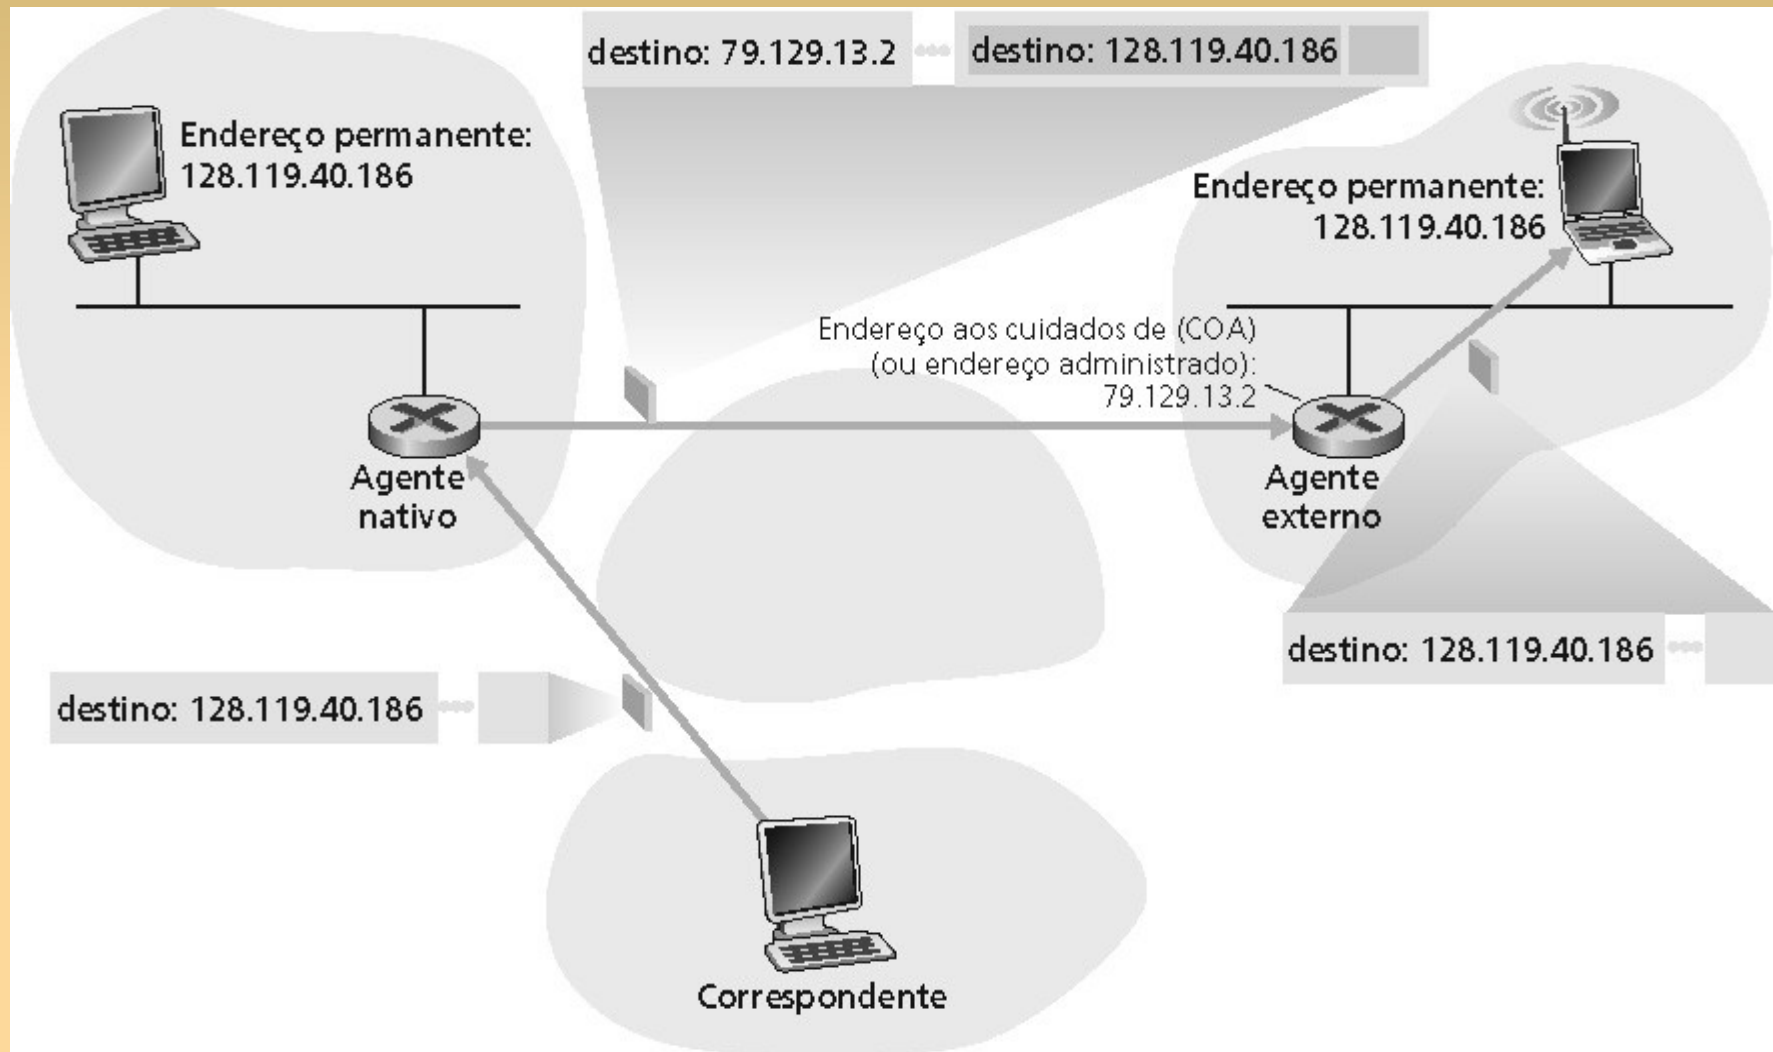 destino: 79.129.13.2 ••• destino: 128.119.40.186
Endereço permanente:
128.119.40.186
Endereço permanente:
128.119.40.186
Endereço aos cuidados de (COA)
(ou endereço administrado):
79.129.13.2
Agente
nativo
Agente
externo
destino: 128.119.40.186 •••
destino: 128.119.40.186 •••
Correspondente